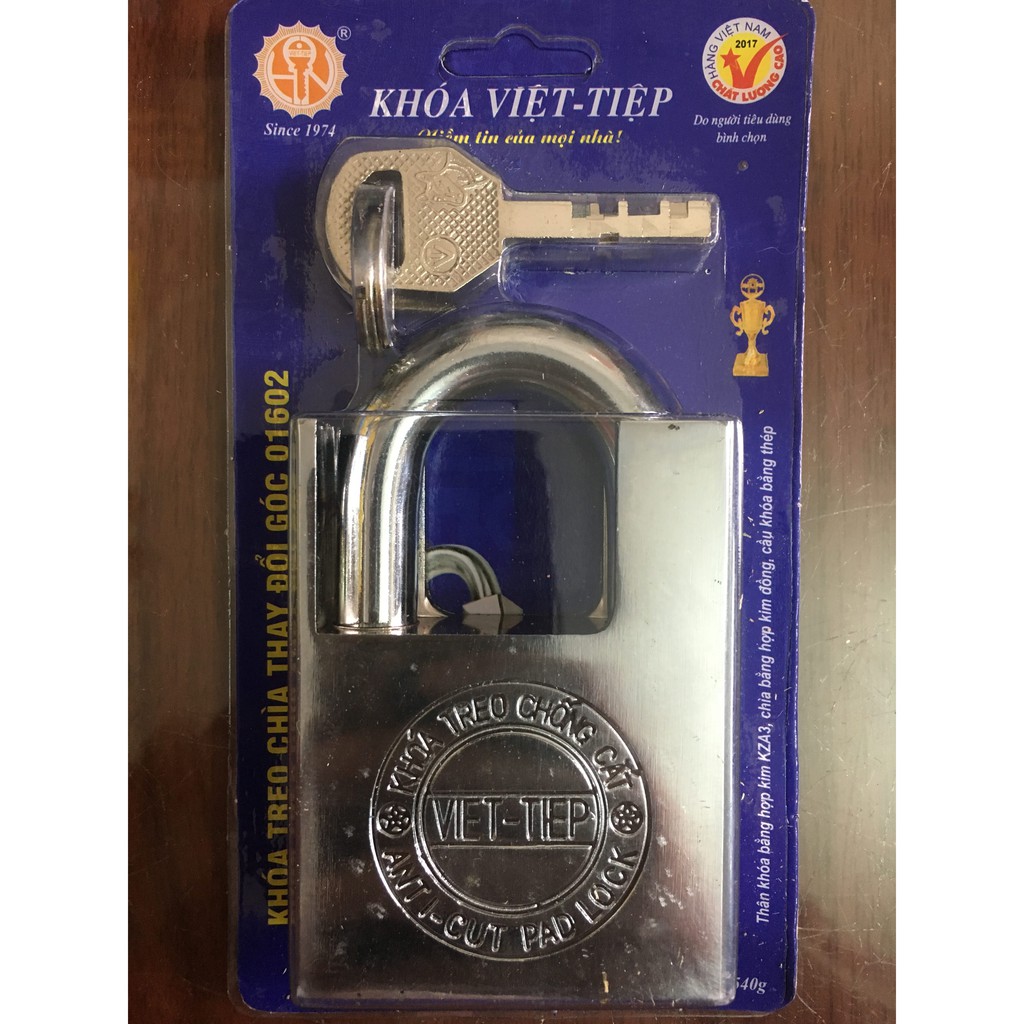 VIET TIEP
®
Since 1974
KHÓA VIỆT-TIỆP
Niềm tin của mọi nhà!
HÀNG VIỆT NAM
2017
CHẤT LƯỢNG CAO
Do người tiêu dùng
bình chọn
KHÓA TREO CHÌA THAY ĐỔI GÓC 01602
Thân khóa bằng hợp kim KZA3, chìa bằng hợp kim đồng, cầu khóa bằng thép
KHÓA TREO CHỐNG CẮT
VIET-TIEP
ANTI-CUT PAD LOCK